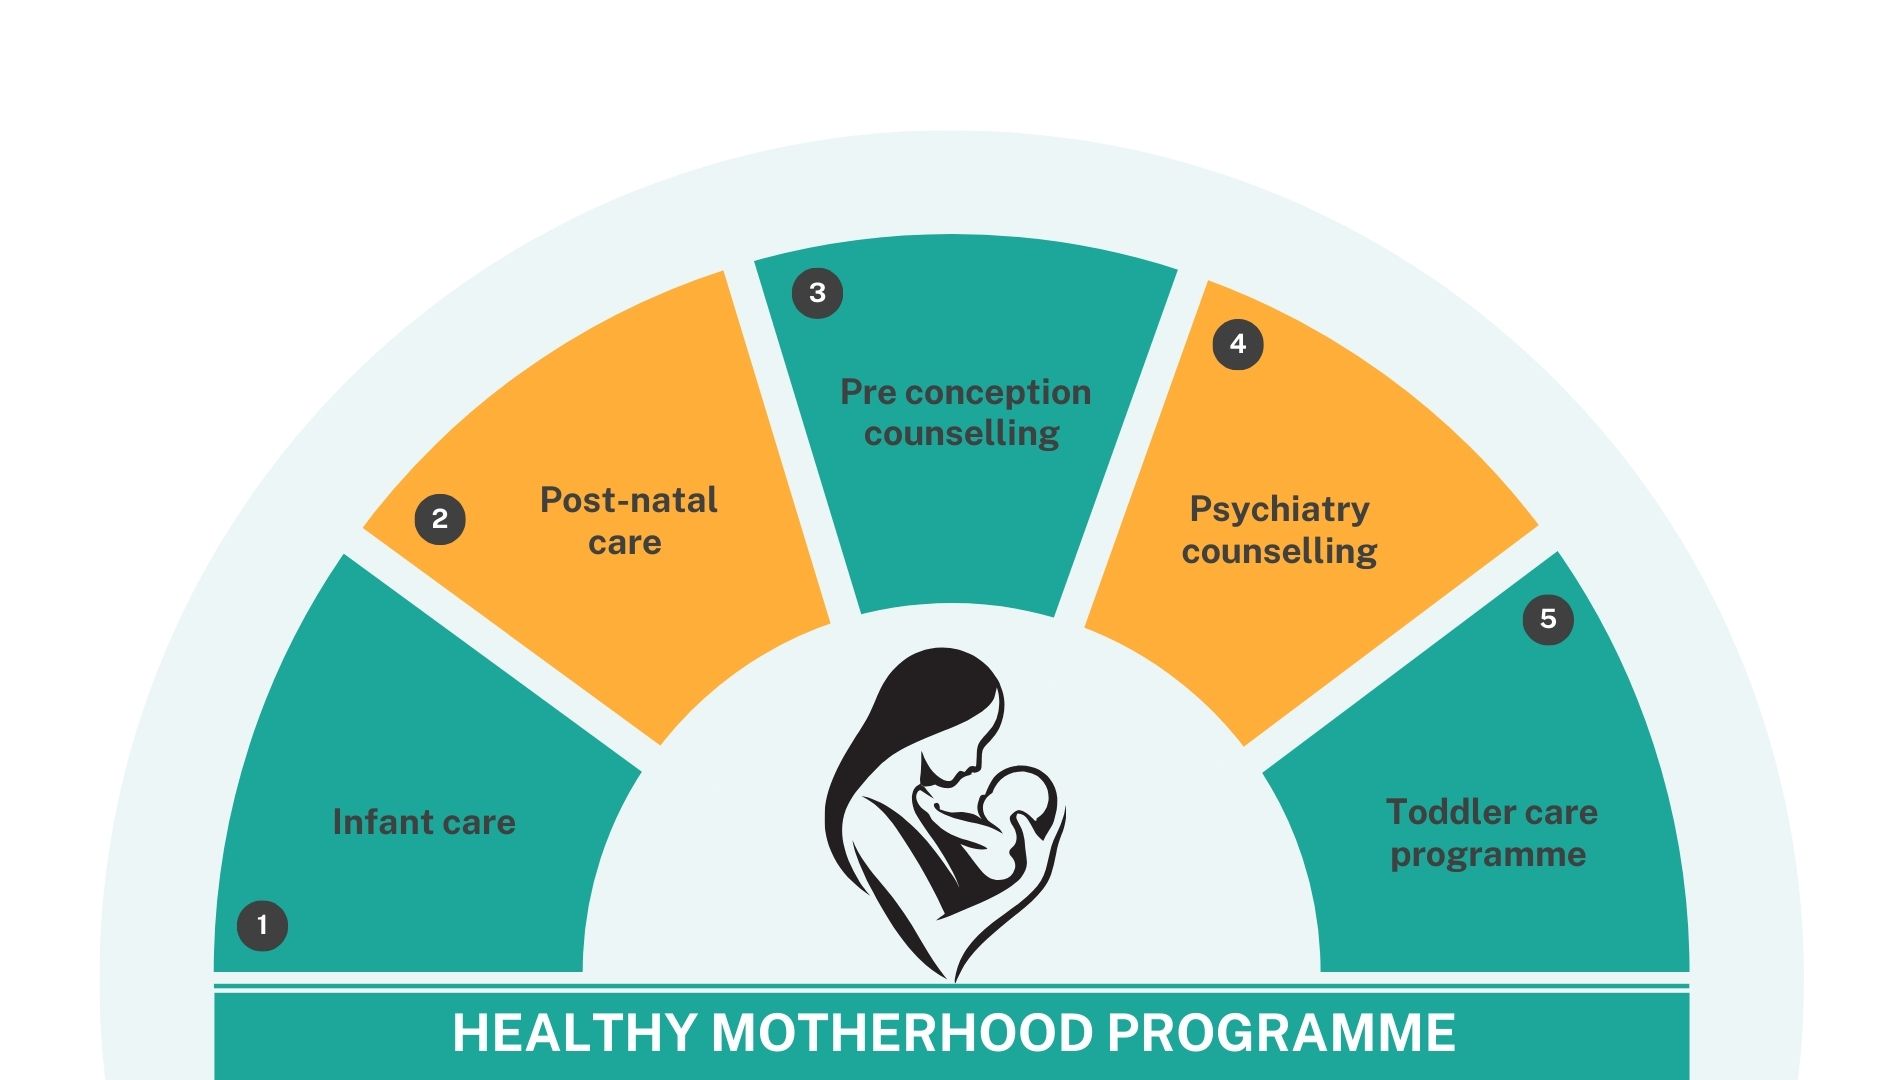 1
Infant care
2
Post-natal
care
3
Pre conception
counselling
4
Psychiatry
counselling
5
Toddler care
programme
HEALTHY MOTHERHOOD PROGRAMME